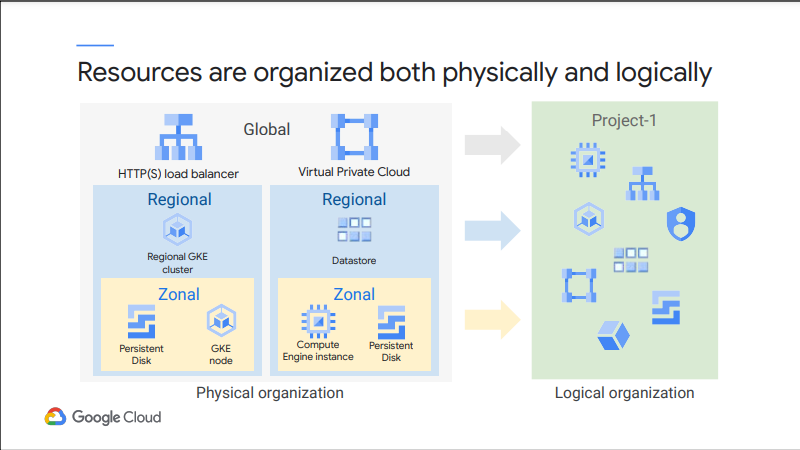 Resources are organized both physically and logically
Global
HTTP(S) load balancer
Virtual Private Cloud
Regional
Regional GKE
cluster
Zonal
Persistent
Disk
GKE
node
Regional
Datastore
Zonal
Compute
Engine instance
Persistent
Disk
Physical organization
Project-1
Logical organization
Google Cloud